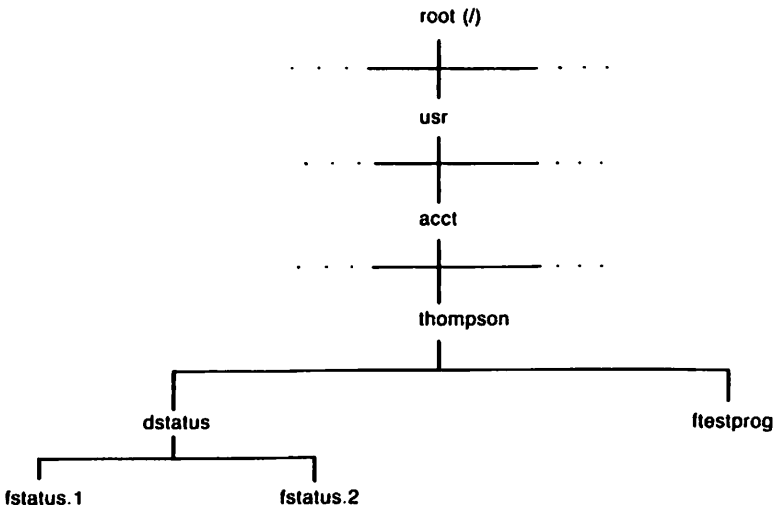 root (/)
usr
acct
thompson
dstatus
ftestprog
fstatus.1
fstatus.2